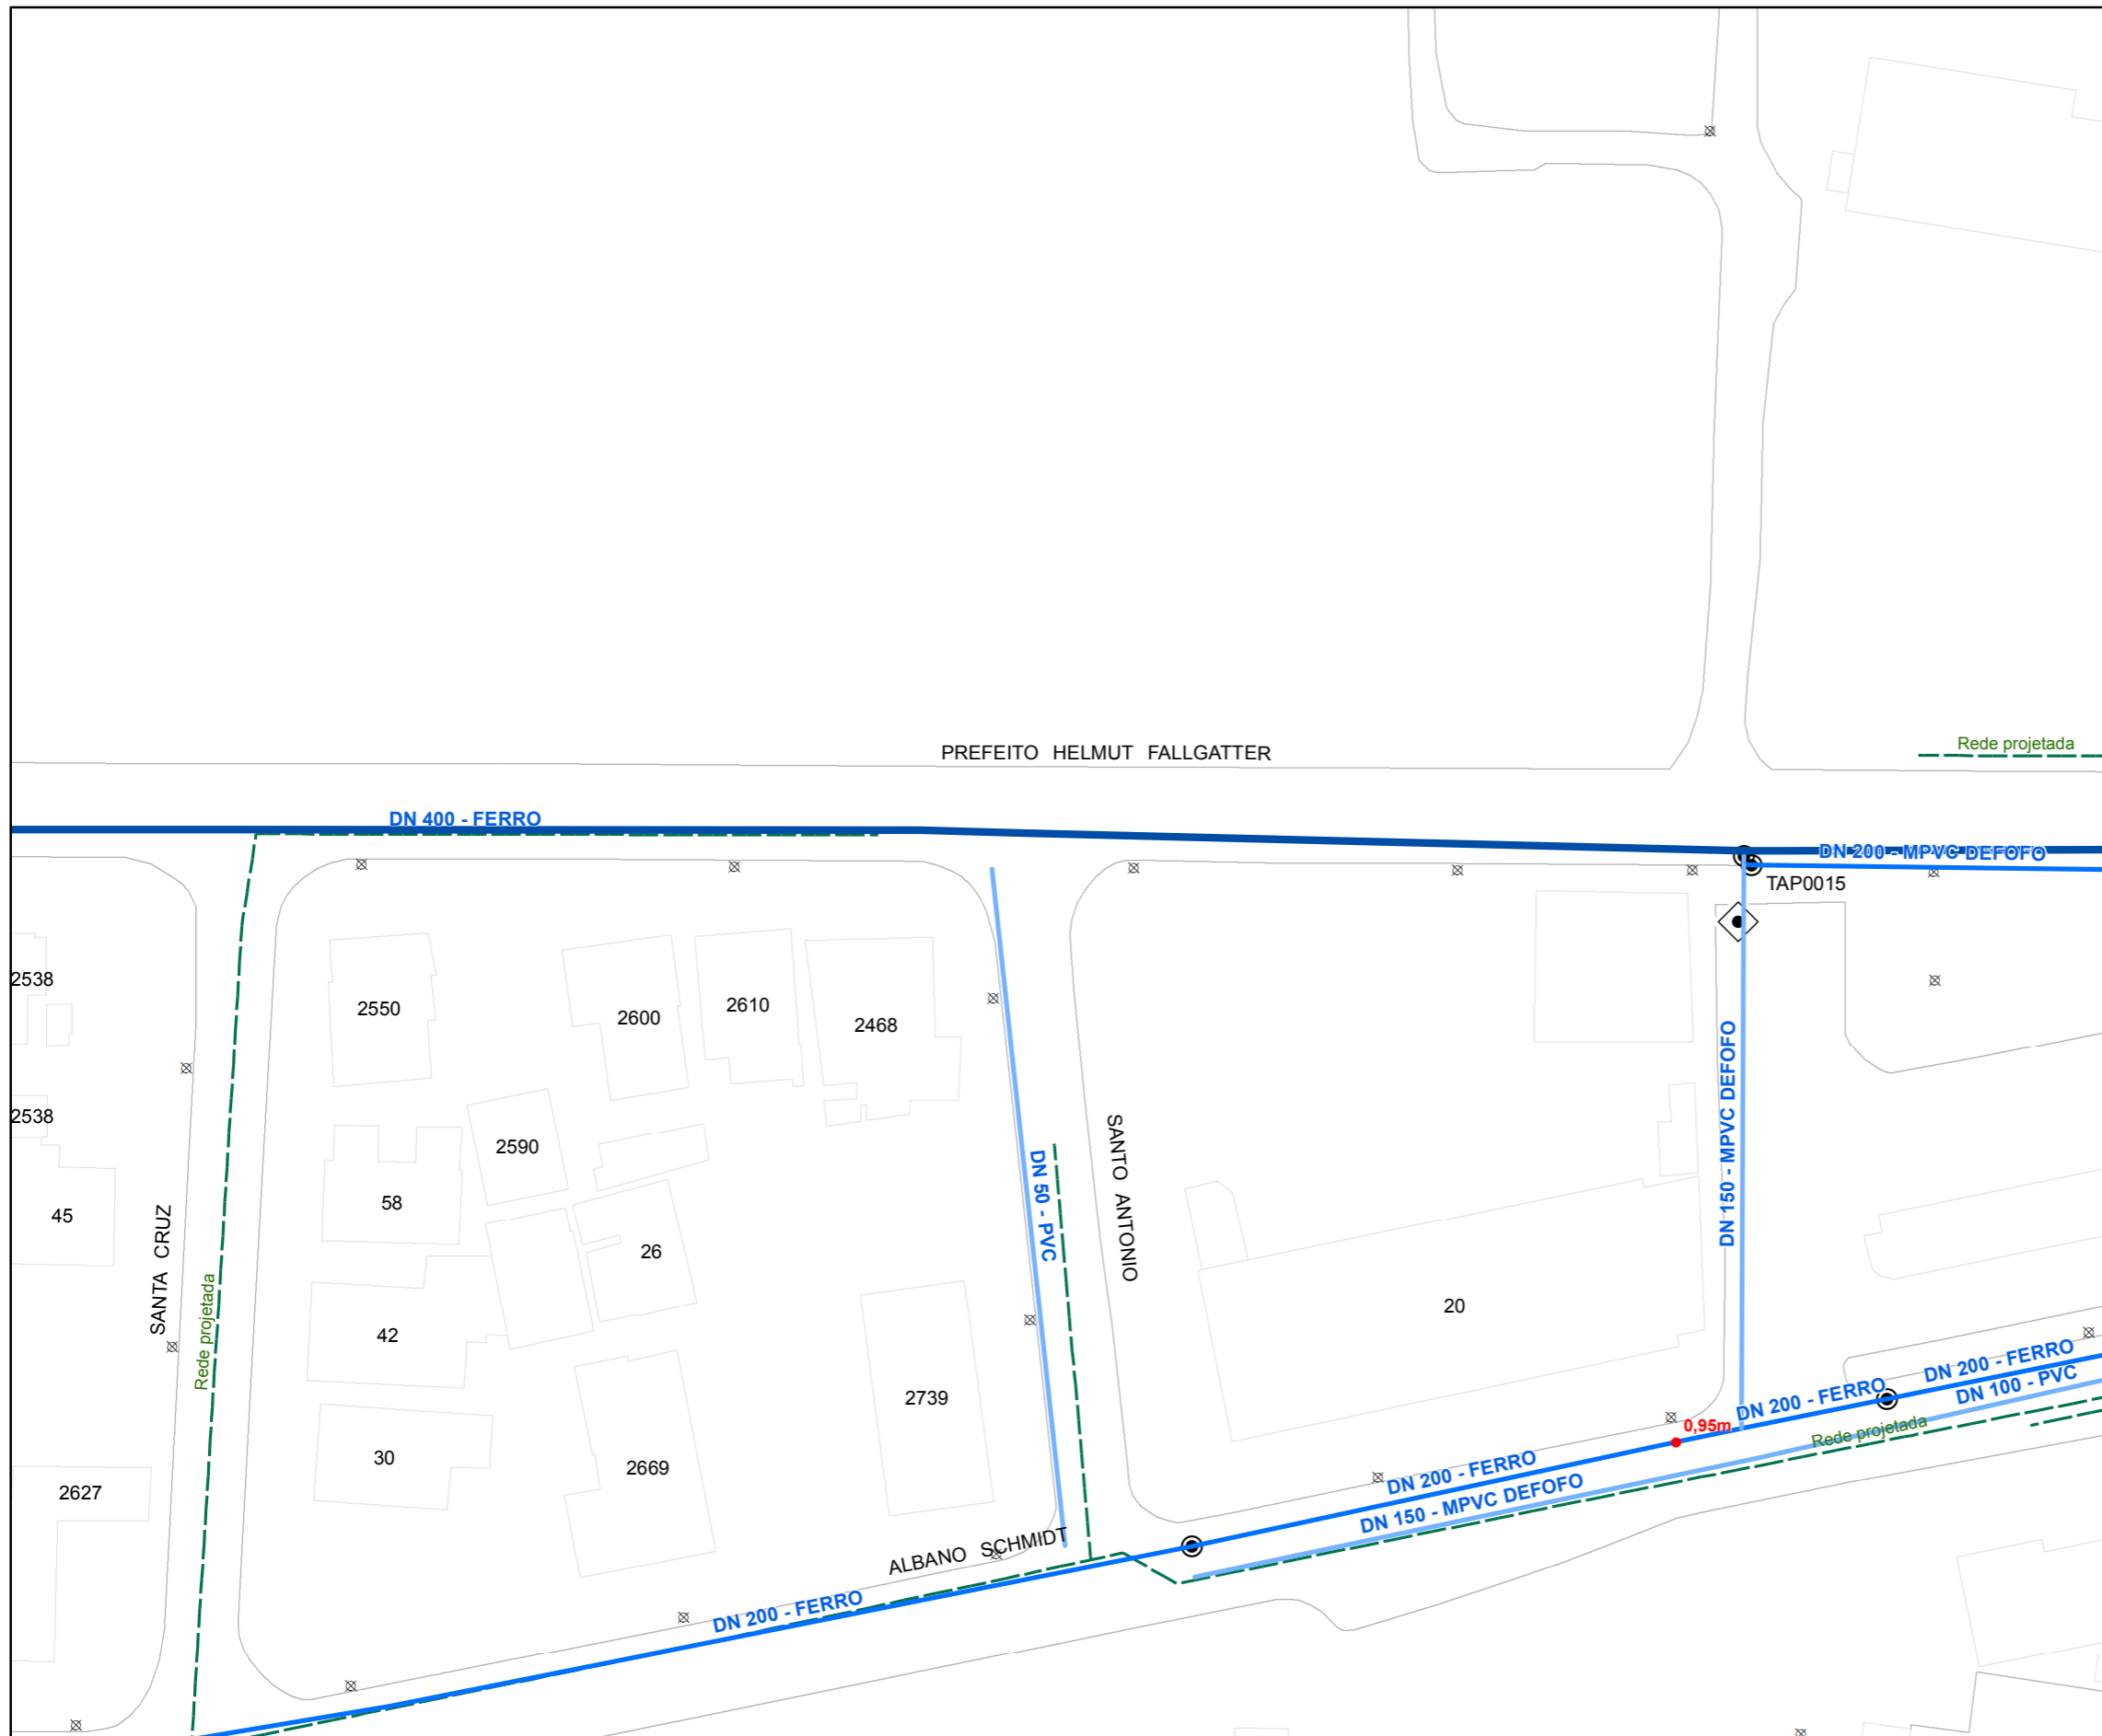 PREFEITO HELMUT FALLGATTER
Rede projetada
DN 400 - FERRO
DN 200 - MPVC DEFOFO
TAP0015
2538
2550
2600
2610
2468
2538
2590
58
45
26
SANTA CRUZ
Rede projetada
DN 50 - PVC
SANTO ANTONIO
DN 150 - MPVC DEFOFO
20
42
2739
30
2669
2627
DN 200 - FERRO
DN 100 - PVC
DN 200 - FERRO
0,95m
Rede projetada
DN 200 - FERRO
DN 150 - MPVC DEFOFO
ALBANO SCHMIDT
DN 200 - FERRO